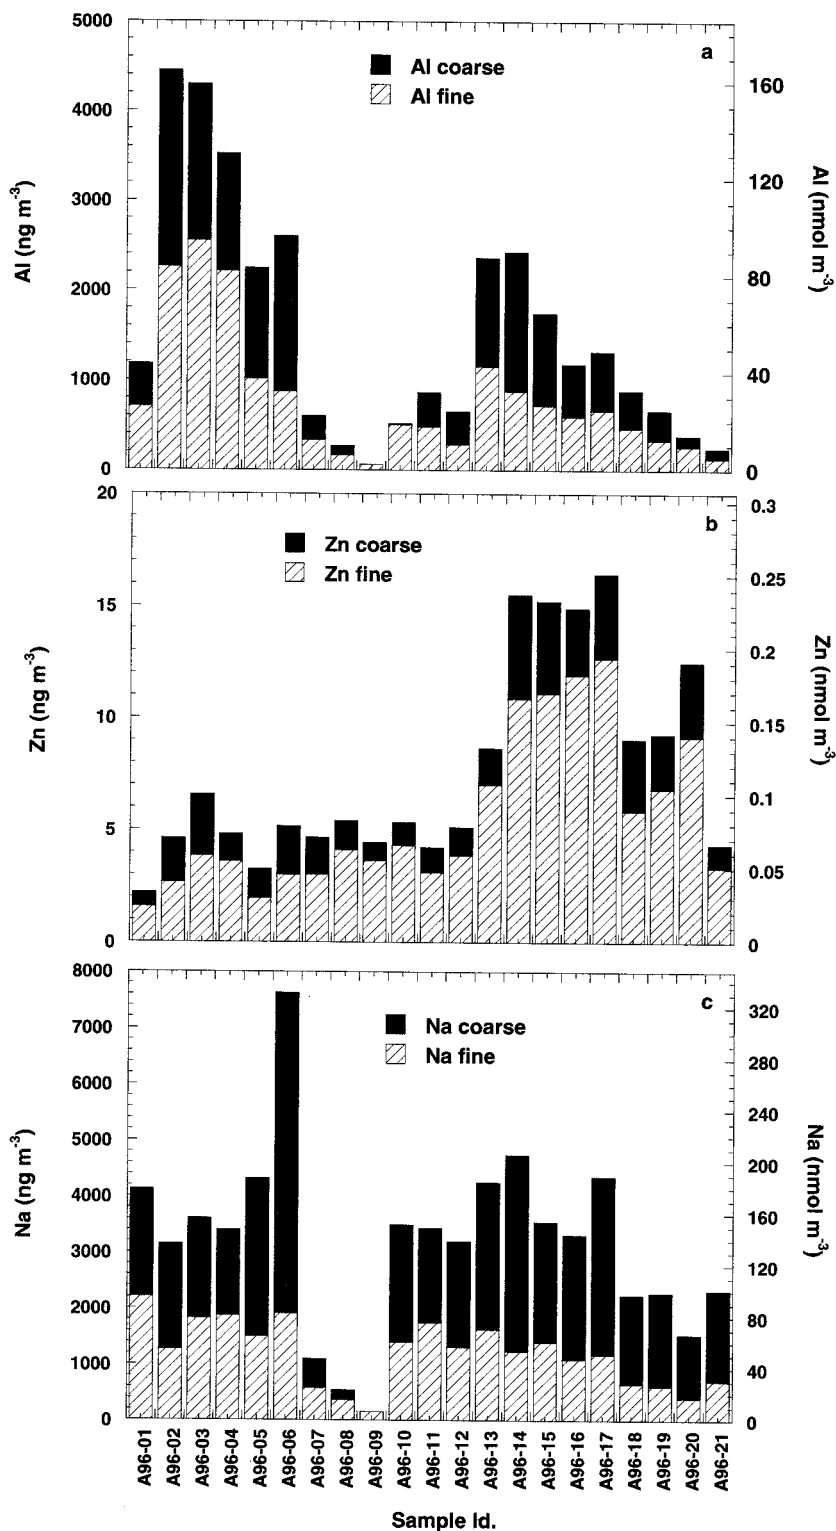 a
Al coarse
Al fine
5000
4000
3000
2000
1000
0
Al (ng m-3)
160
120
80
40
0
Al (nmol m-3)
b
Zn coarse
Zn fine
20
15
10
5
0
Zn (ng m-3)
0.3
0.25
0.2
0.15
0.1
0.05
0
Zn (nmol m-3)
c
Na coarse
Na fine
8000
7000
6000
5000
4000
3000
2000
1000
0
Na (ng m-3)
320
280
240
200
160
120
80
40
0
Na (nmol m-3)
A96-01
A96-02
A96-03
A96-04
A96-05
A96-06
A96-07
A96-08
A96-09
A96-10
A96-11
A96-12
A96-13
A96-14
A96-15
A96-16
A96-17
A96-18
A96-19
A96-20
A96-21
Sample Id.